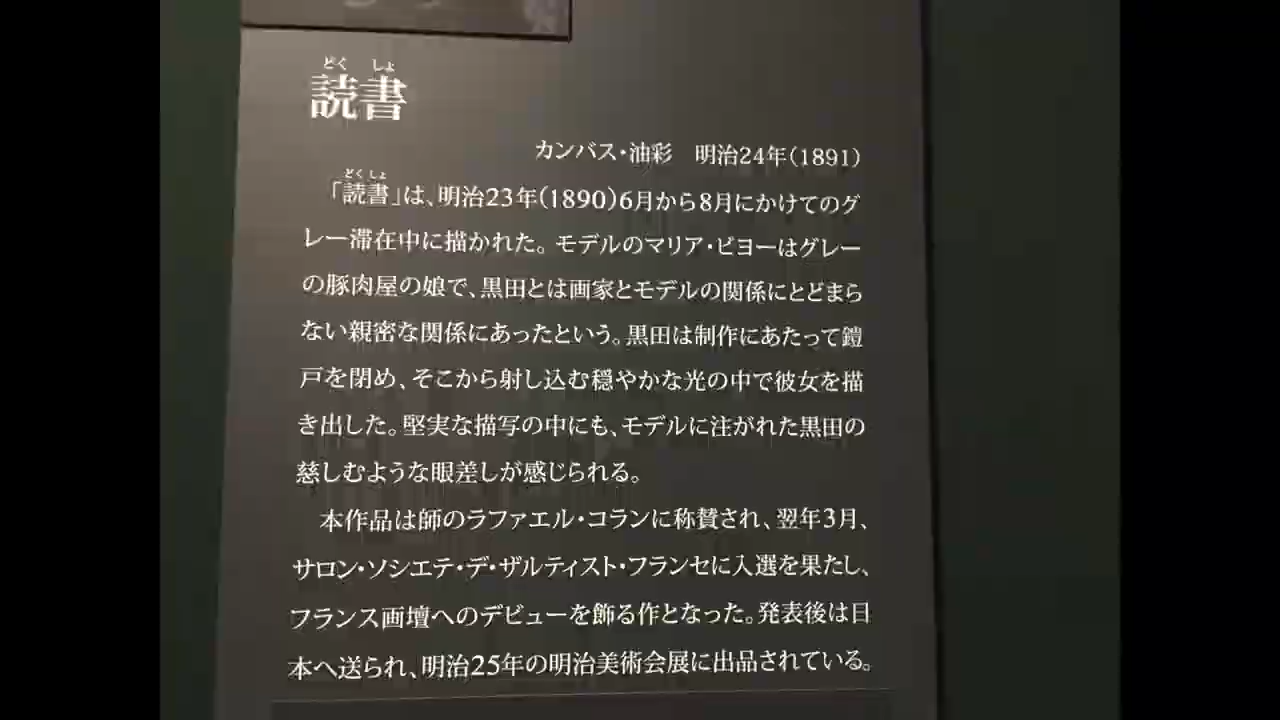 どく しょ
読書
カンバス・油彩　明治24年(1891)
どくしょ
「読書」は、明治23年(1890)6月から8月にかけてのグ
レー滞在中に描かれた。モデルのマリア・ビヨーはグレー
の豚肉屋の娘で、黒田とは画家とモデルの関係にとどまら
ない親密な関係にあったという。黒田は制作にあたって鎧
戸を閉め、そこから射し込む穏やかな光の中で彼女を描
き出した。堅実な描写の中にも、モデルに注がれた黒田の
慈しむような眼差しが感じられる。
本作品は師のラファエル・コランに称賛され、翌年3月、
サロン・ソシエテ・デ・ザルティスト・フランセに入選を果たし、
フランス画壇へのデビューを飾る作となった。発表後は日
本へ送られ、明治25年の明治美術会展に出品されている。